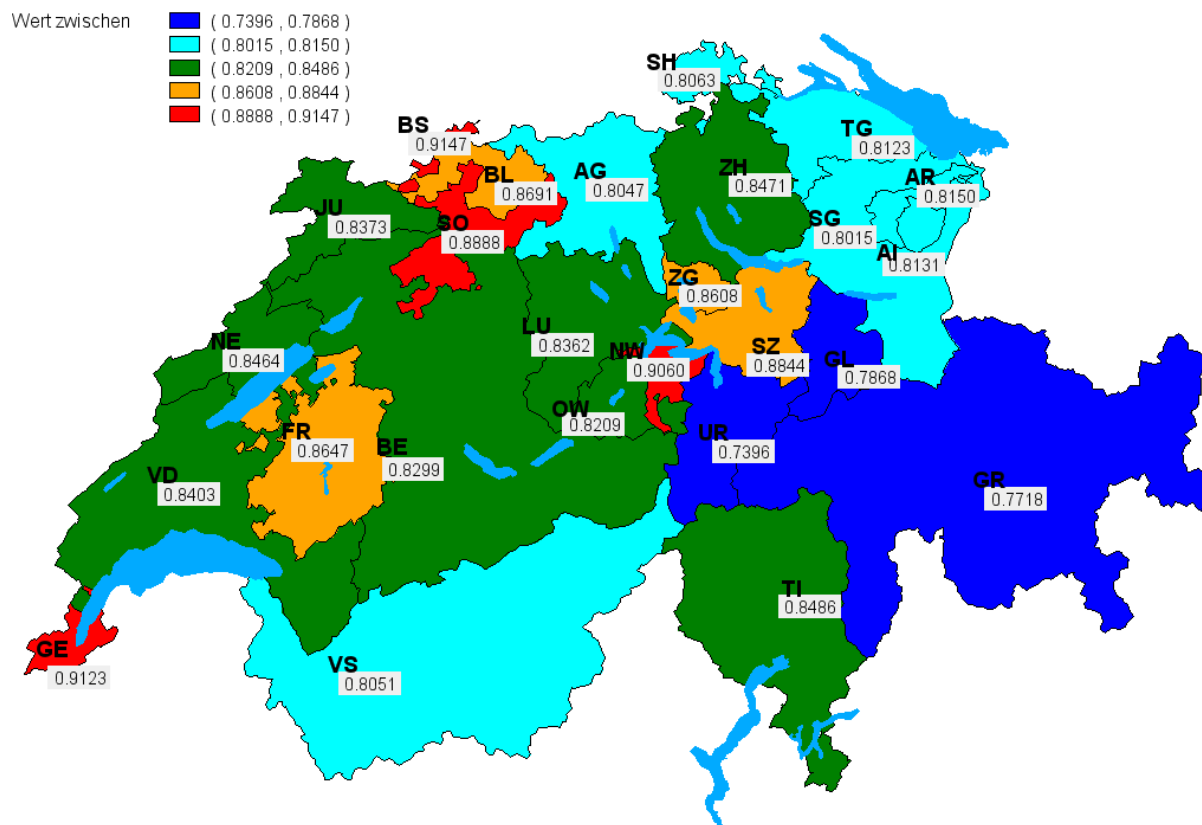 Wert zwischen
( 0.7396 , 0.7868 )
( 0.8015 , 0.8150 )
( 0.8209 , 0.8486 )
( 0.8608 , 0.8844 )
( 0.8888 , 0.9147 )
SH
0.8063
BS
0.9147
TG
0.8123
BL
0.8691
AG
0.8047
ZH
0.8471
AR
0.8150
JU
0.8373
SO
0.8888
SG
0.8015
AI
0.8131
ZG
0.8608
LU
0.8362
NE
0.8464
NW
0.9060
SZ
0.8844
GL
0.7868
OW
0.8209
FR
0.8647
BE
0.8299
UR
0.7396
VD
0.8403
GR
0.7718
TI
0.8486
GE
0.9123
VS
0.8051